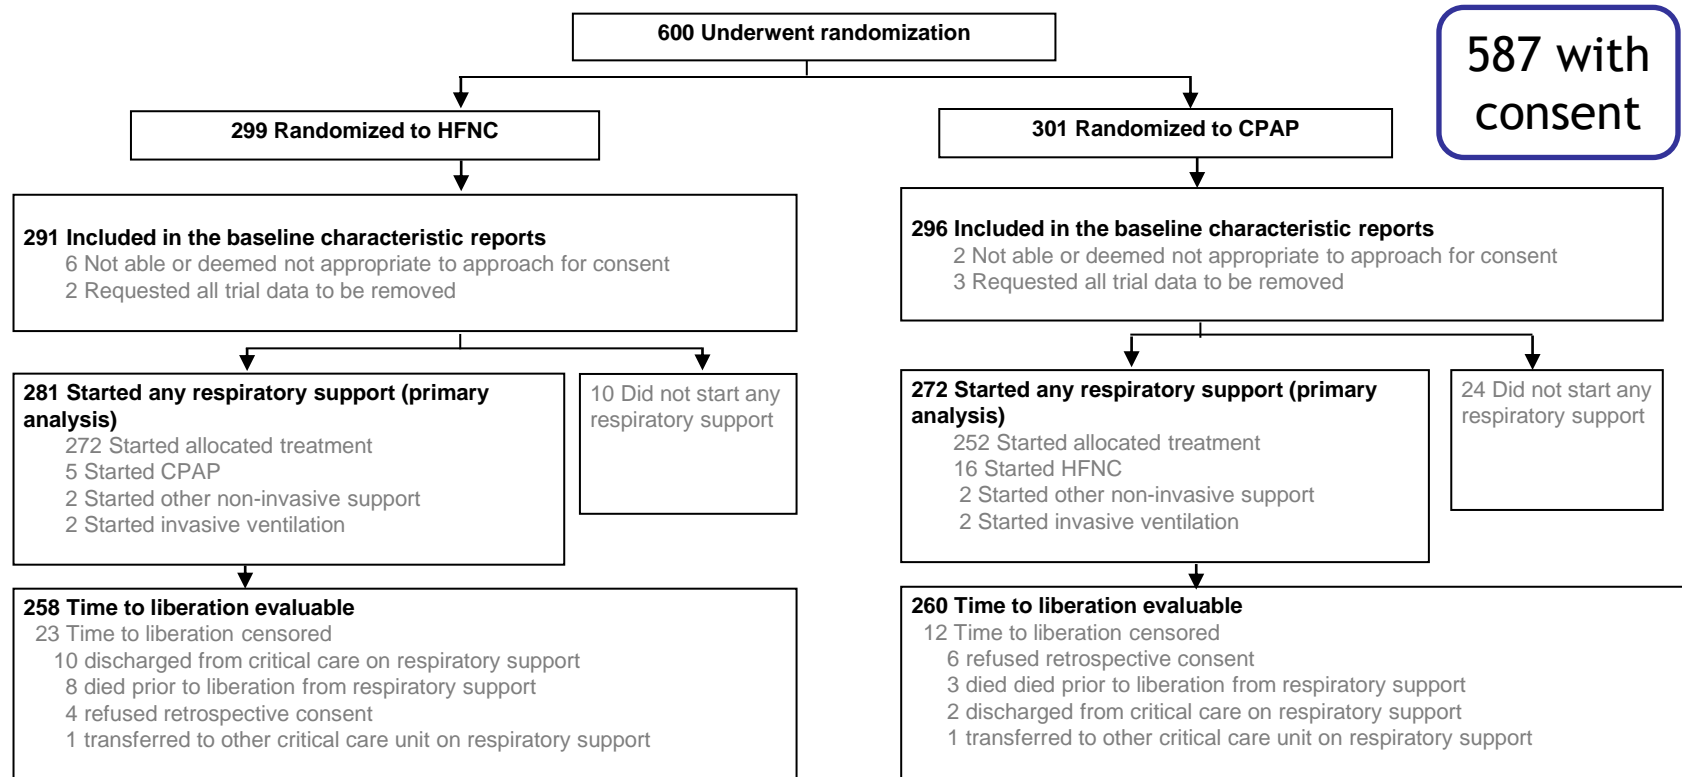 600 Underwent randomization
587 with
consent
299 Randomized to HFNC
301 Randomized to CPAP
291 Included in the baseline characteristic reports
6 Not able or deemed not appropriate to approach for consent
2 Requested all trial data to be removed
296 Included in the baseline characteristic reports
2 Not able or deemed not appropriate to approach for consent
3 Requested all trial data to be removed
281 Started any respiratory support (primary
analysis)
272 Started allocated treatment
5 Started CPAP
2 Started other non-invasive support
2 Started invasive ventilation
10 Did not start any
respiratory support
272 Started any respiratory support (primary
analysis)
252 Started allocated treatment
16 Started HFNC
2 Started other non-invasive support
2 Started invasive ventilation
24 Did not start any
respiratory support
258 Time to liberation evaluable
23 Time to liberation censored
10 discharged from critical care on respiratory support
8 died prior to liberation from respiratory support
4 refused retrospective consent
1 transferred to other critical care unit on respiratory support
260 Time to liberation evaluable
12 Time to liberation censored
6 refused retrospective consent
3 died died prior to liberation from respiratory support
2 discharged from critical care on respiratory support
1 transferred to other critical care unit on respiratory support